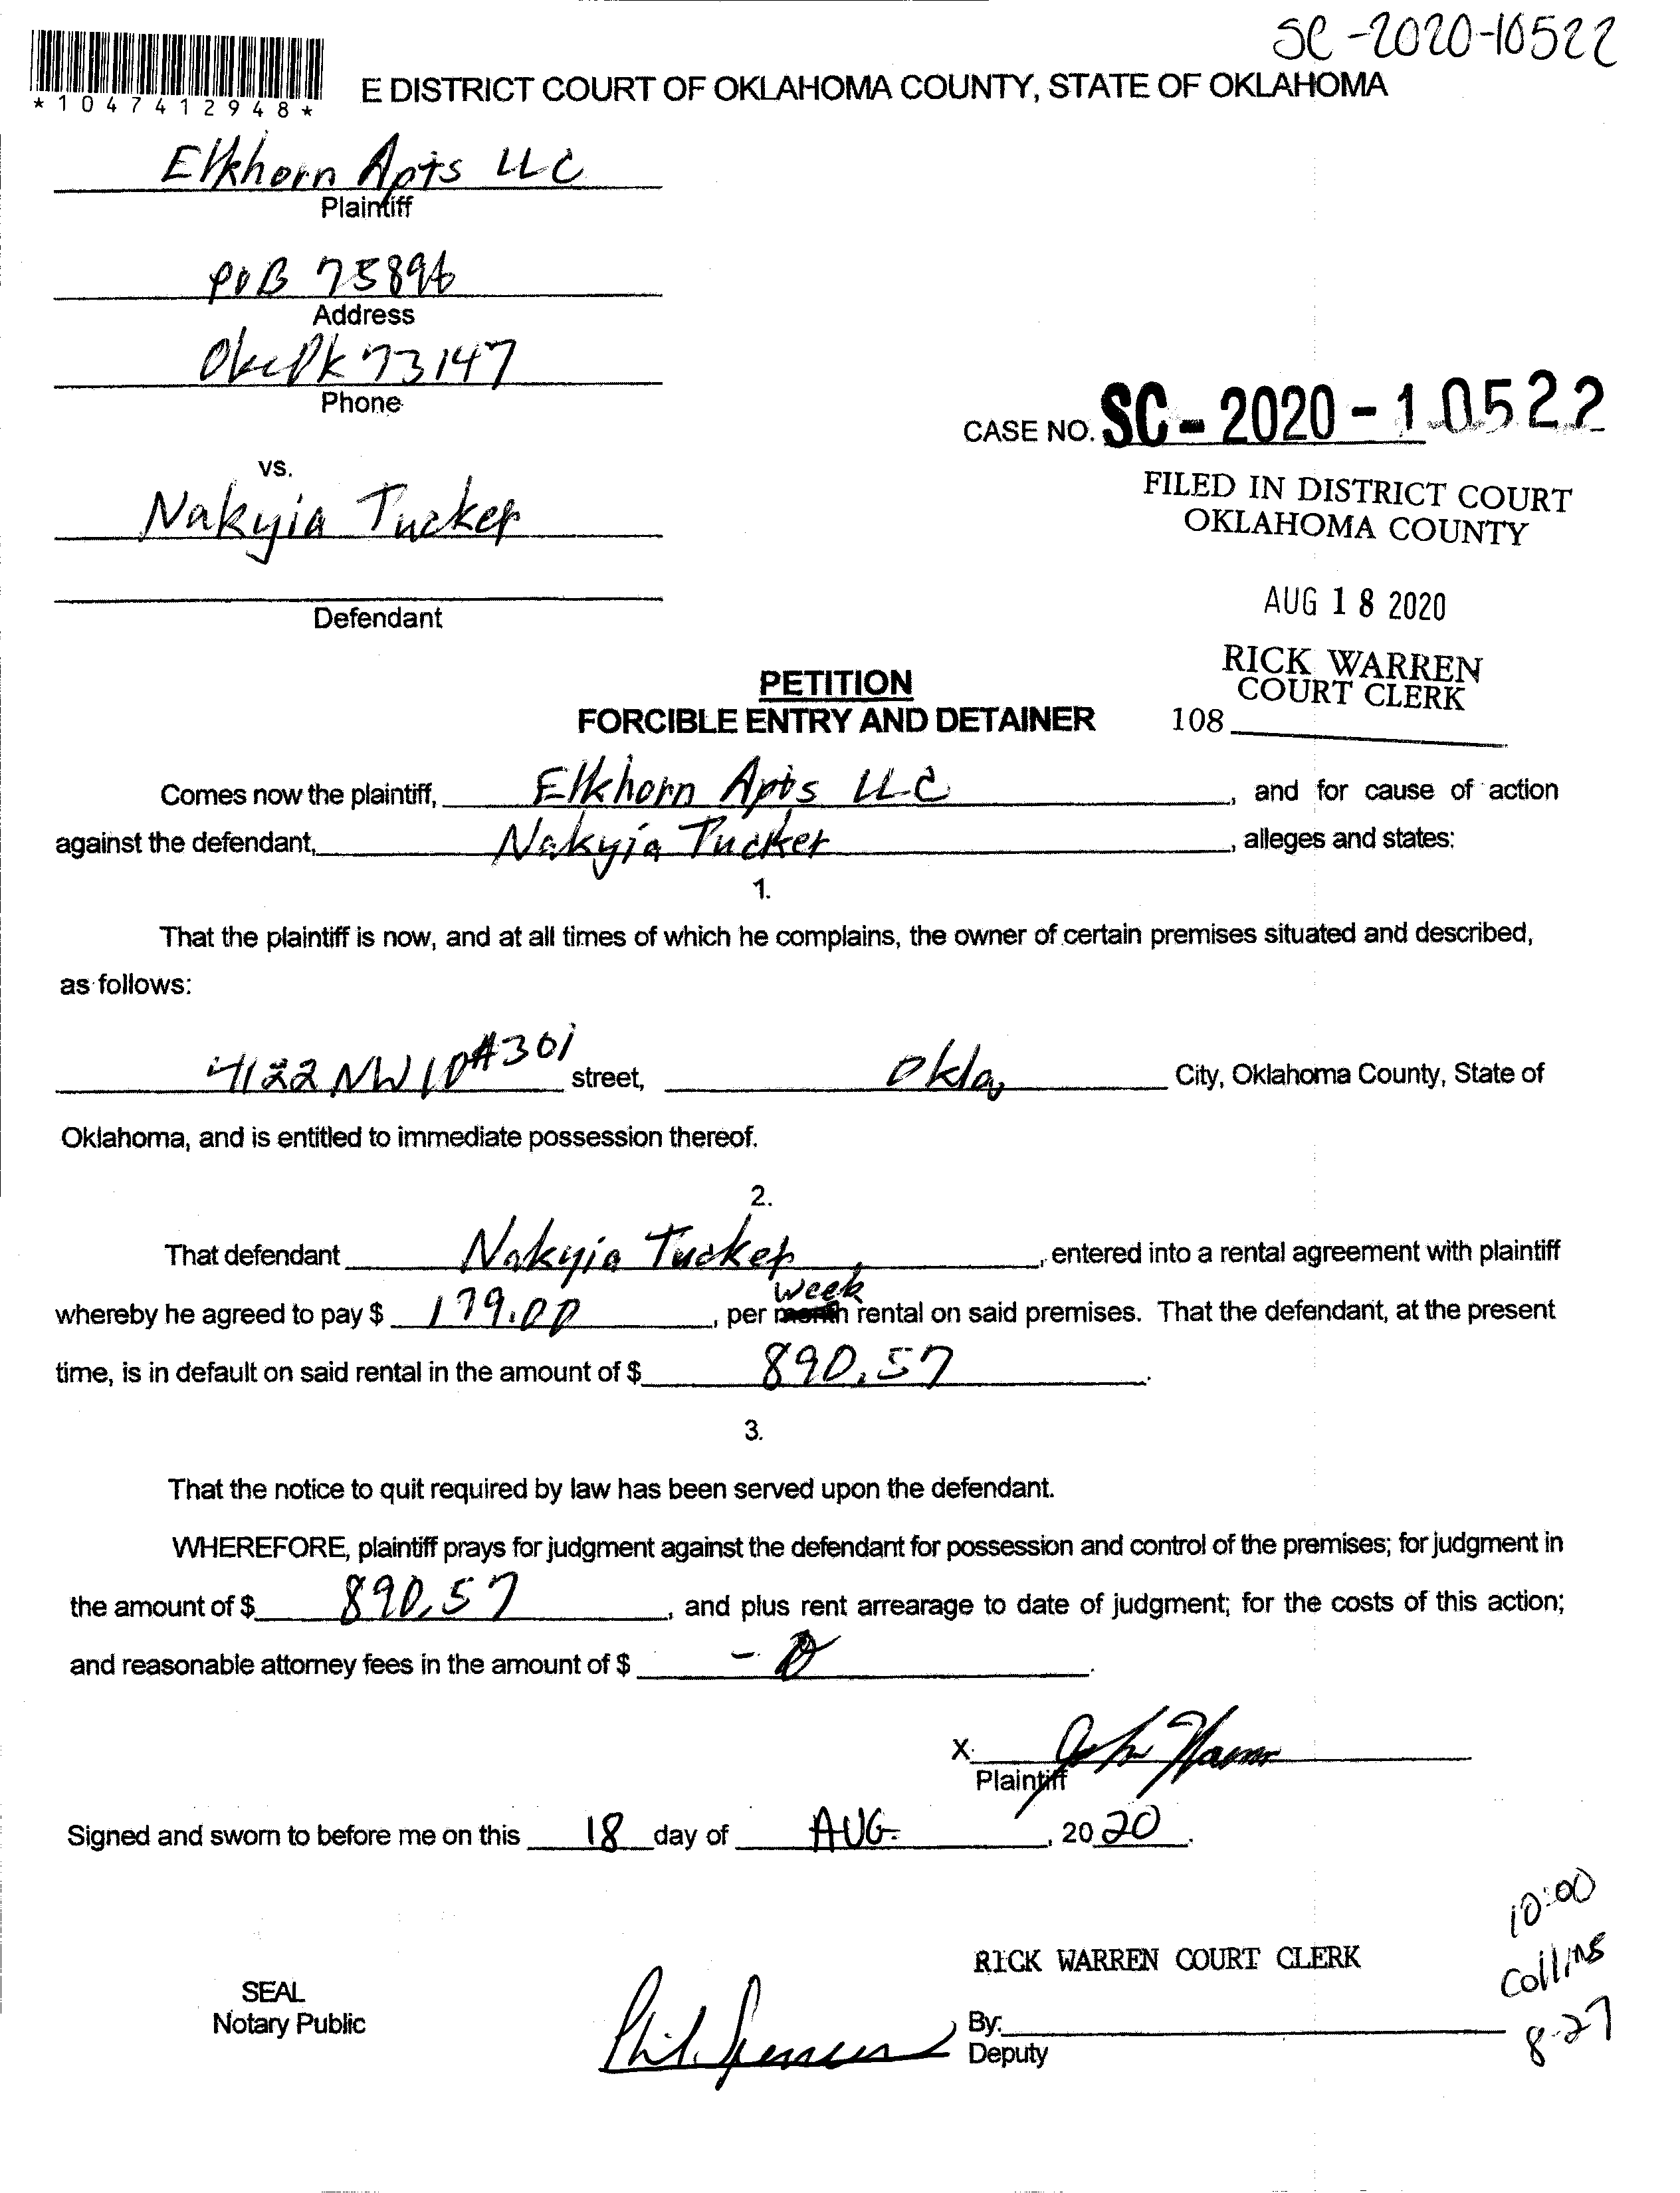 SC-2020-10522
*1047412948*
E DISTRICT COURT OF OKLAHOMA COUNTY, STATE OF OKLAHOMA
Elkhorn Apts LLC
Plaintiff
POB 75896
Address
Okc Ok 73147
Phone
CASE NO. SC-2020-10522
vs.
FILED IN DISTRICT COURT
OKLAHOMA COUNTY
Nakyia Tucker
AUG 18 2020
Defendant
RICK WARREN
COURT CLERK
PETITION
FORCIBLE ENTRY AND DETAINER
108
Comes now the plaintiff, Elkhorn Apts LLC, and for cause of action
against the defendant, Nakyia Tucker, alleges and states:
1.
That the plaintiff is now, and at all times of which he complains, the owner of certain premises situated and described,
as follows:
4122 NW 10 #301 street, Okla, City, Oklahoma County, State of
Oklahoma, and is entitled to immediate possession thereof.
2.
That defendant Nakyia Tucker, entered into a rental agreement with plaintiff
week
whereby he agreed to pay $ 179.00, per month rental on said premises. That the defendant, at the present
time, is in default on said rental in the amount of $ 890.57.
3.
That the notice to quit required by law has been served upon the defendant.
WHEREFORE, plaintiff prays for judgment against the defendant for possession and control of the premises; for judgment in
the amount of $ 890.57, and plus rent arrearage to date of judgment; for the costs of this action;
and reasonable attorney fees in the amount of $ - 0.
X
Plaintiff
Signed and sworn to before me on this 18 day of AUG., 2020.
10:00
Collins
8-27
RICK WARREN COURT CLERK
SEAL
Notary Public
Phil Spencer
By:
Deputy